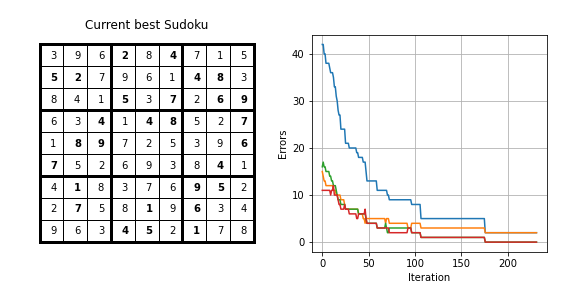 Current best Sudoku
3 9 6 2 8 4 7 1 5
5 2 7 9 6 1 4 8 3
8 4 1 5 3 7 2 6 9
6 3 4 1 4 8 5 2 7
1 8 9 7 2 5 3 9 6
7 5 2 6 9 3 8 4 1
4 1 8 3 7 6 9 5 2
2 7 5 8 1 9 6 3 4
9 6 3 4 5 2 1 7 8
Errors
40
30
20
10
0
0 50 100 150 200
Iteration